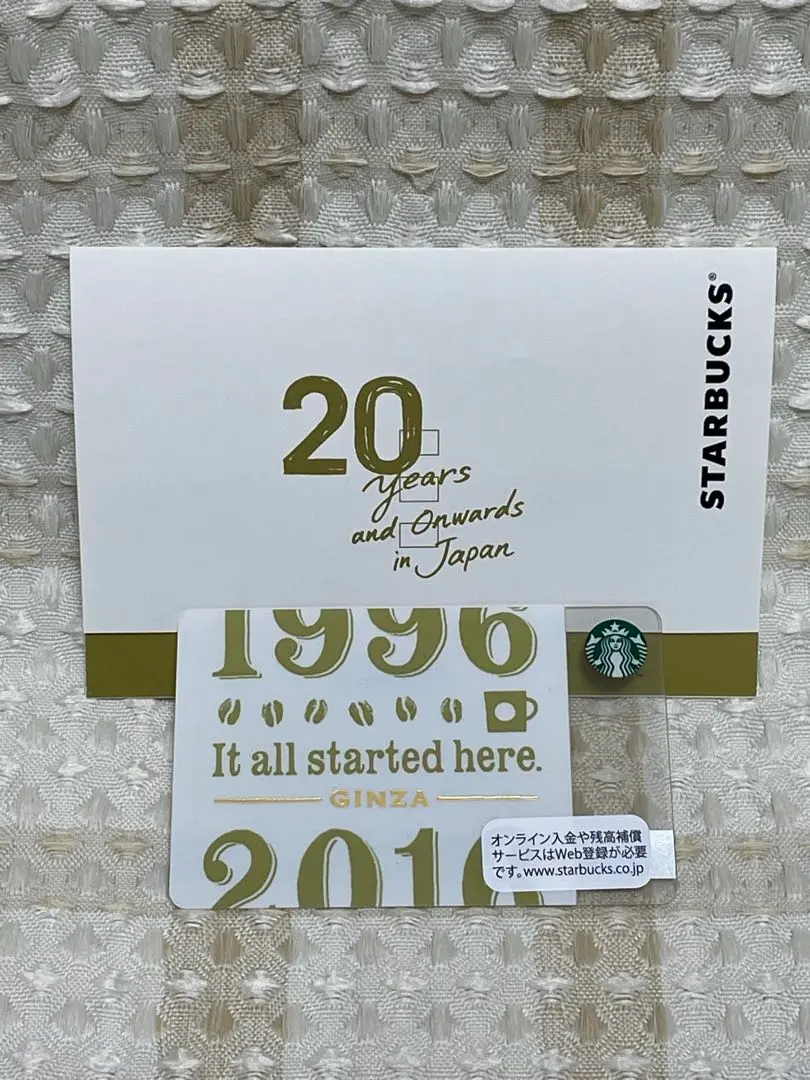 STARBUCKS®
20
Years
and Onwards
in Japan
1996
It all started here.
GINZA
2016
オンライン入金や残高補償
サービスはWeb登録が必要
です。www.starbucks.co.jp